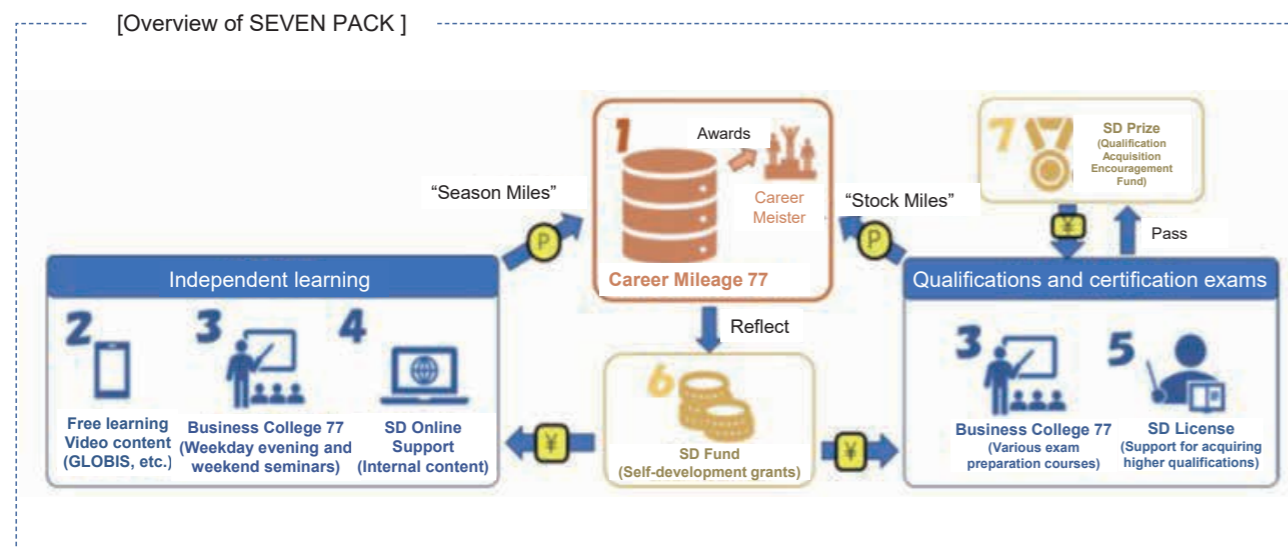 [Overview of SEVEN PACK ]
1
Awards
Career
Meister
Career Mileage 77
"Season Miles"
P
"Stock Miles"
P
7
SD Prize
(Qualification
Acquisition
Encouragement
Fund)
¥
Pass
Independent learning
2
Free learning
Video content
(GLOBIS, etc.)
3
Business College 77
(Weekday evening and
weekend seminars)
4
SD Online
Support
(Internal content)
Reflect
6
SD Fund
(Self-development grants)
¥
¥
Qualifications and certification exams
3
Business College 77
(Various exam
preparation courses)
5
SD License
(Support for acquiring
higher qualifications)